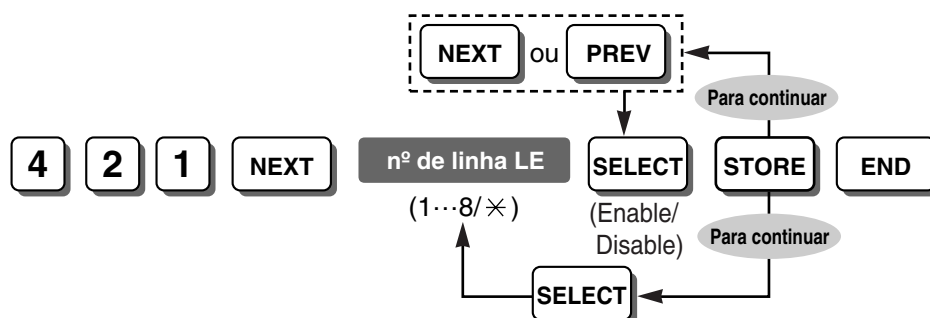 NEXT ou PREV
Para continuar
4 2 1 NEXT nº de linha LE SELECT STORE END
(1···8/✳) (Enable/
Disable)
Para continuar
SELECT